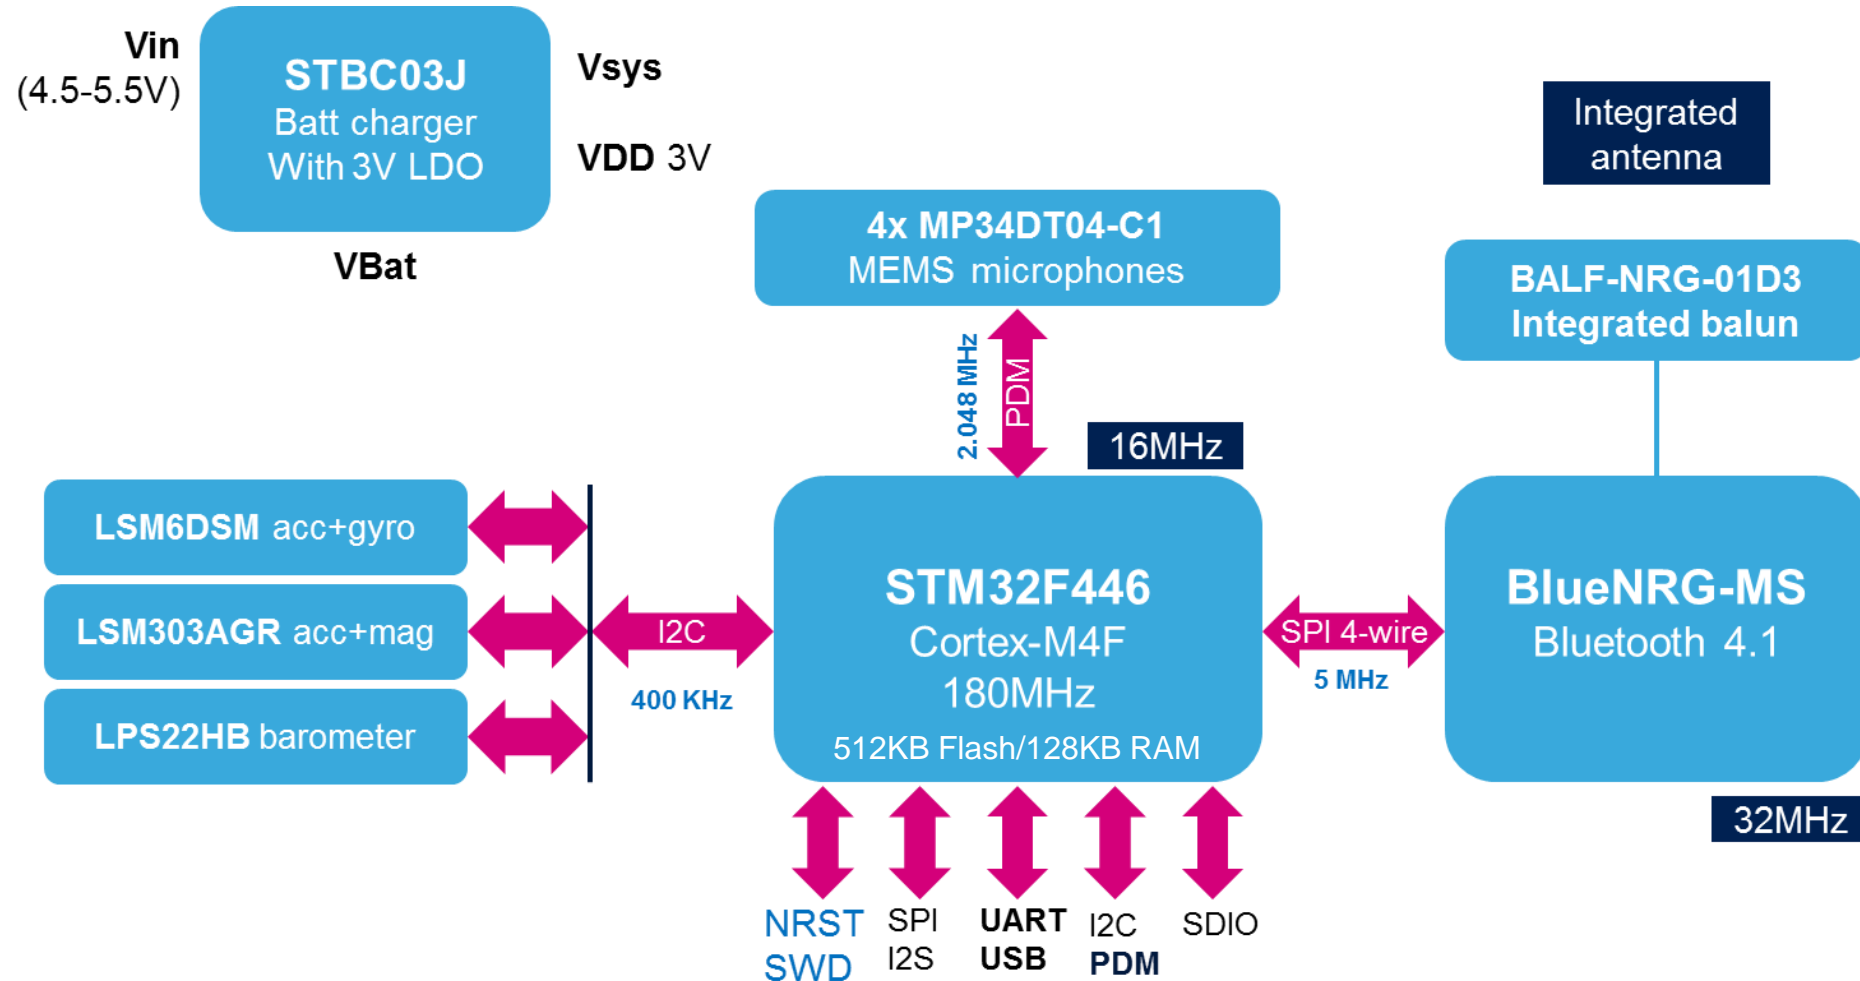 Vin
(4.5-5.5V)
STBC03J
Batt charger
With 3V LDO
Vsys
VDD 3V
VBat
Integrated
antenna
4x MP34DT04-C1
MEMS microphones
BALF-NRG-01D3
Integrated balun
2.048 MHz
PDM
16MHz
LSM6DSM acc+gyro
LSM303AGR acc+mag
LPS22HB barometer
I2C
400 KHz
STM32F446
Cortex-M4F
180MHz
512KB Flash/128KB RAM
SPI 4-wire
5 MHz
BlueNRG-MS
Bluetooth 4.1
32MHz
NRST
SWD
SPI
I2S
UART
USB
I2C
PDM
SDIO